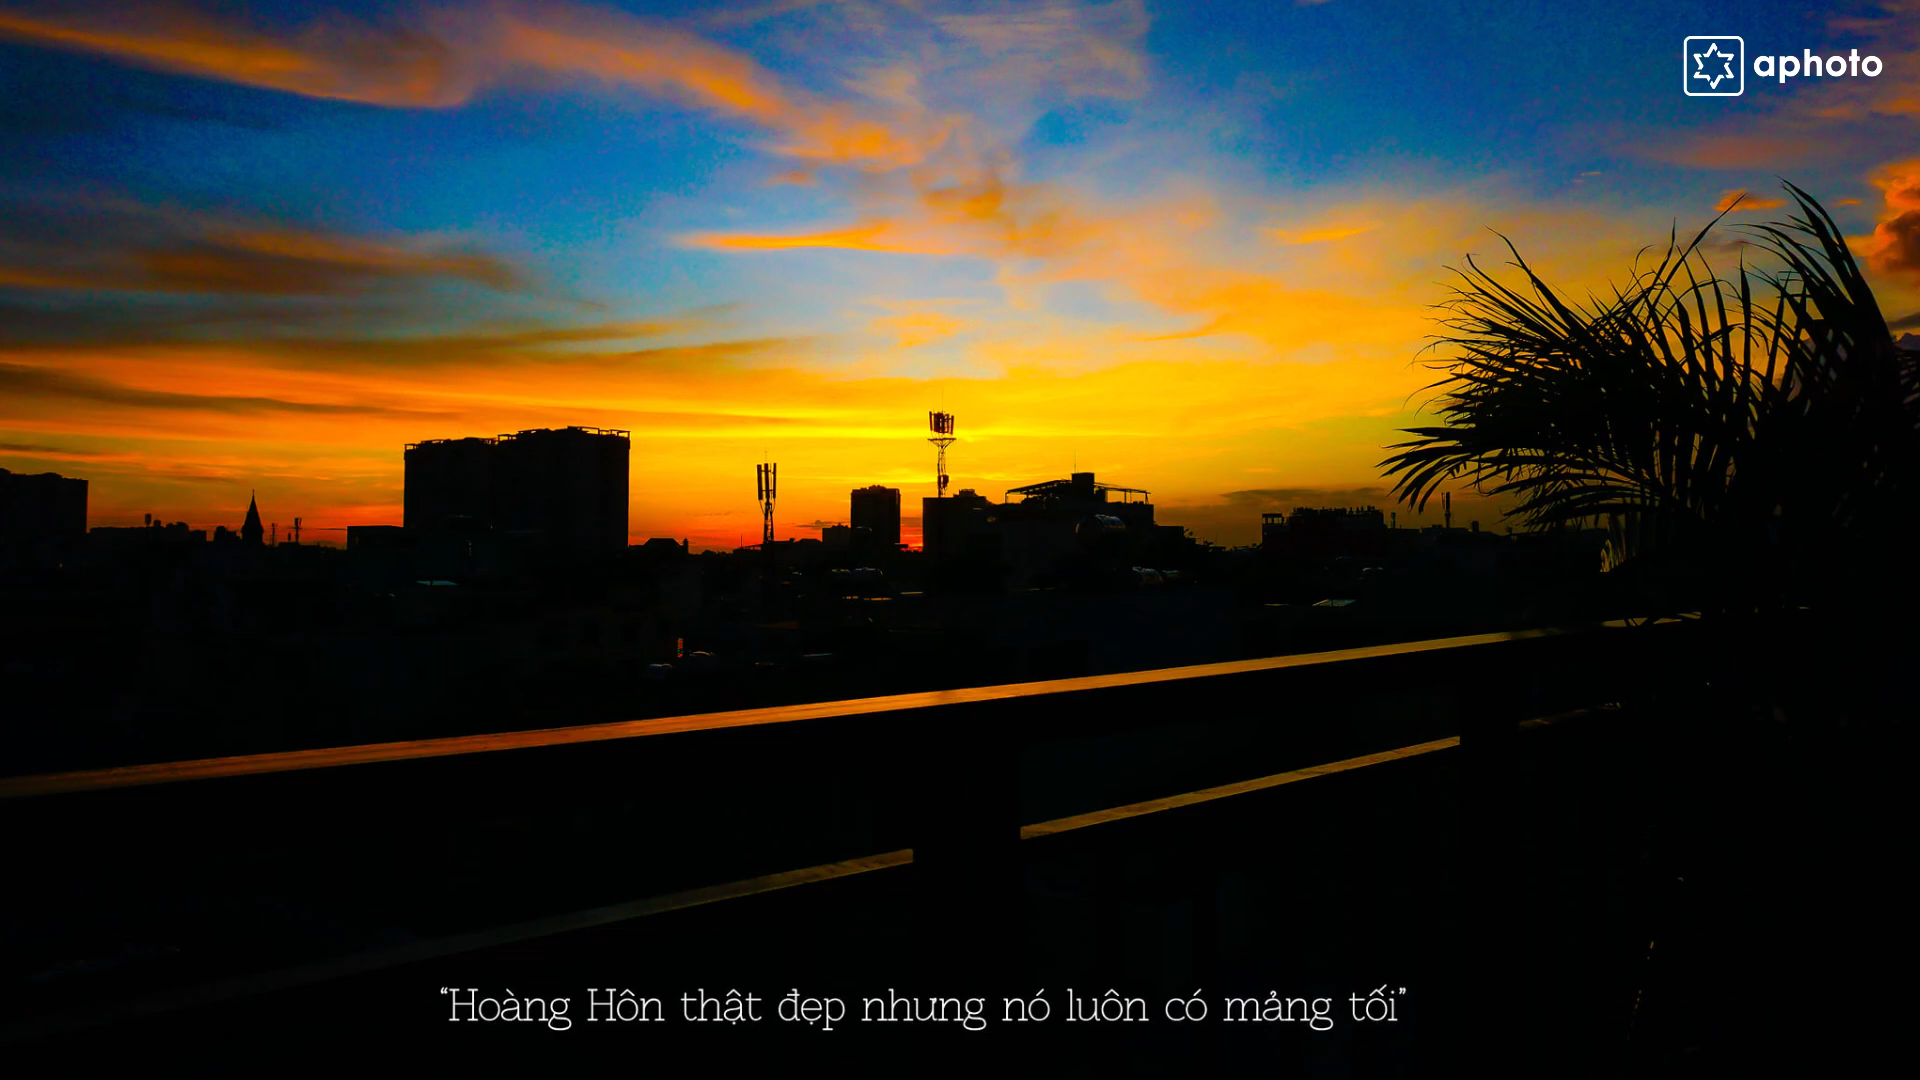 aphoto
“Hoàng Hôn thật đẹp nhưng nó luôn có mảng tối”